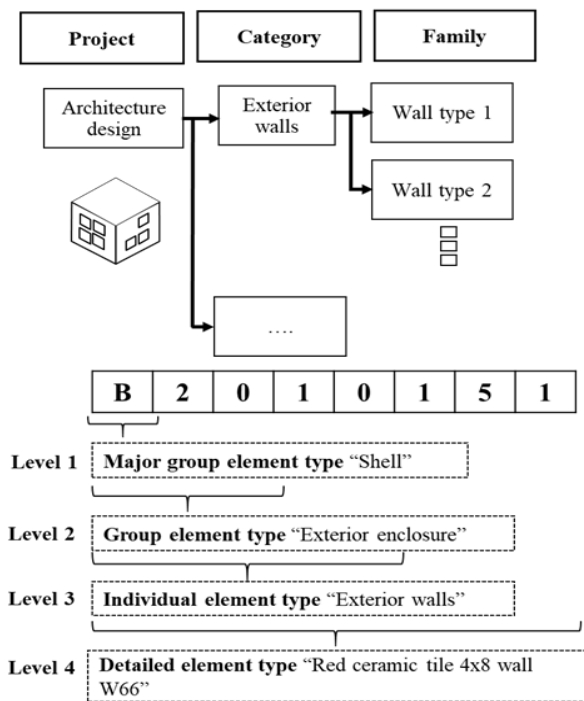 Project Category Family
Architecture
design
Exterior
walls
Wall type 1
Wall type 2
....
B 2 0 1 0 1 5 1
Level 1 Major group element type “Shell”
Level 2 Group element type “Exterior enclosure”
Level 3 Individual element type “Exterior walls”
Level 4 Detailed element type “Red ceramic tile 4x8 wall
W66”